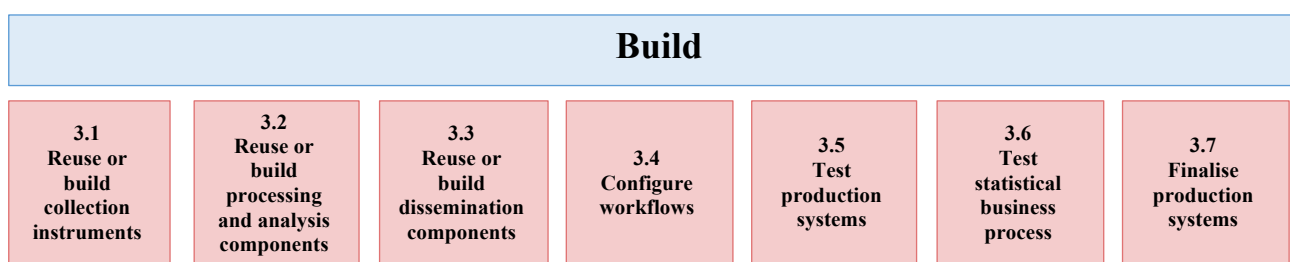 Build
3.1
Reuse or
build
collection
instruments
3.2
Reuse or
build
processing
and analysis
components
3.3
Reuse or
build
dissemination
components
3.4
Configure
workflows
3.5
Test
production
systems
3.6
Test
statistical
business
process
3.7
Finalise
production
systems